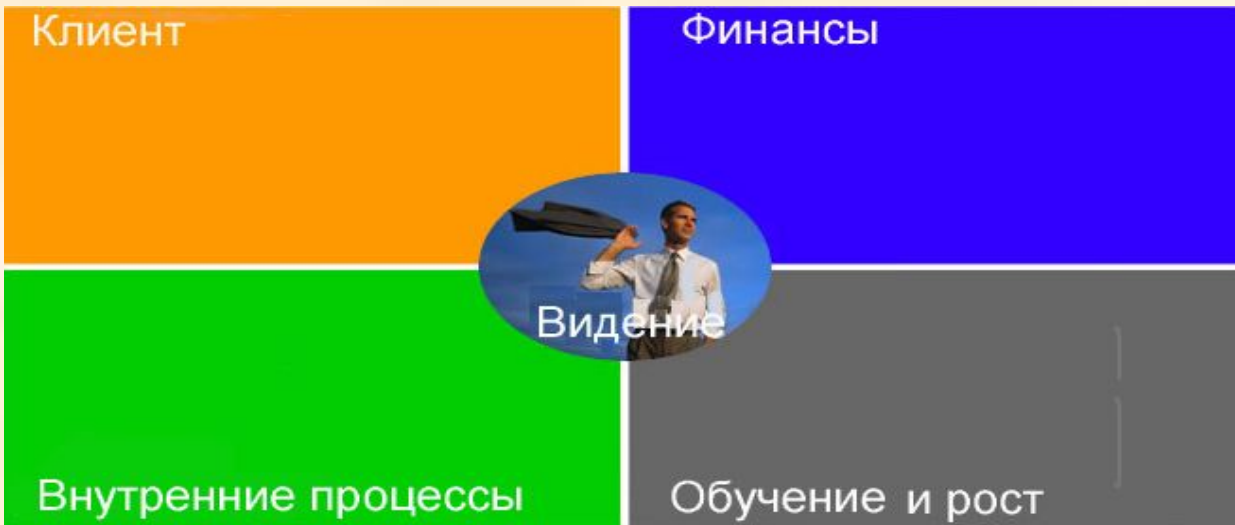 Клиент
Финансы
Видение
Внутренние процессы
Обучение и рост